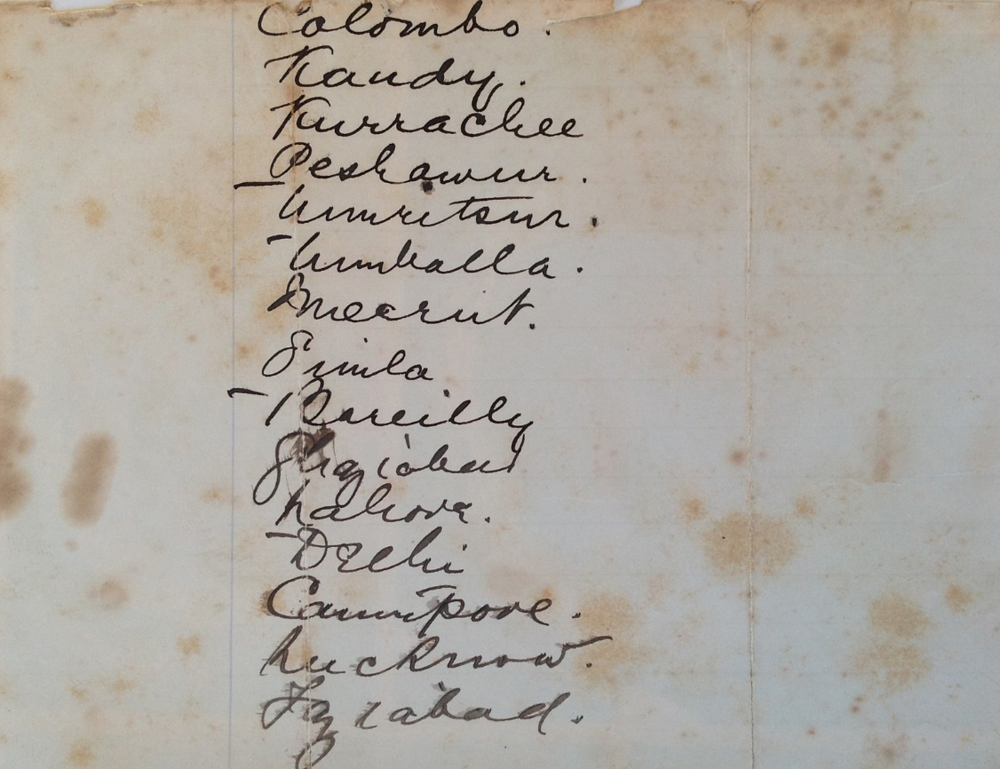 Colombo.
Kandy.
Kurrachee
Peshawur.
Umritsur.
Umballa.
Meerut.
Simla
Bareilly
Lahore.
Delhi
Cawnpore.
Lucknow.
Fyzabad.